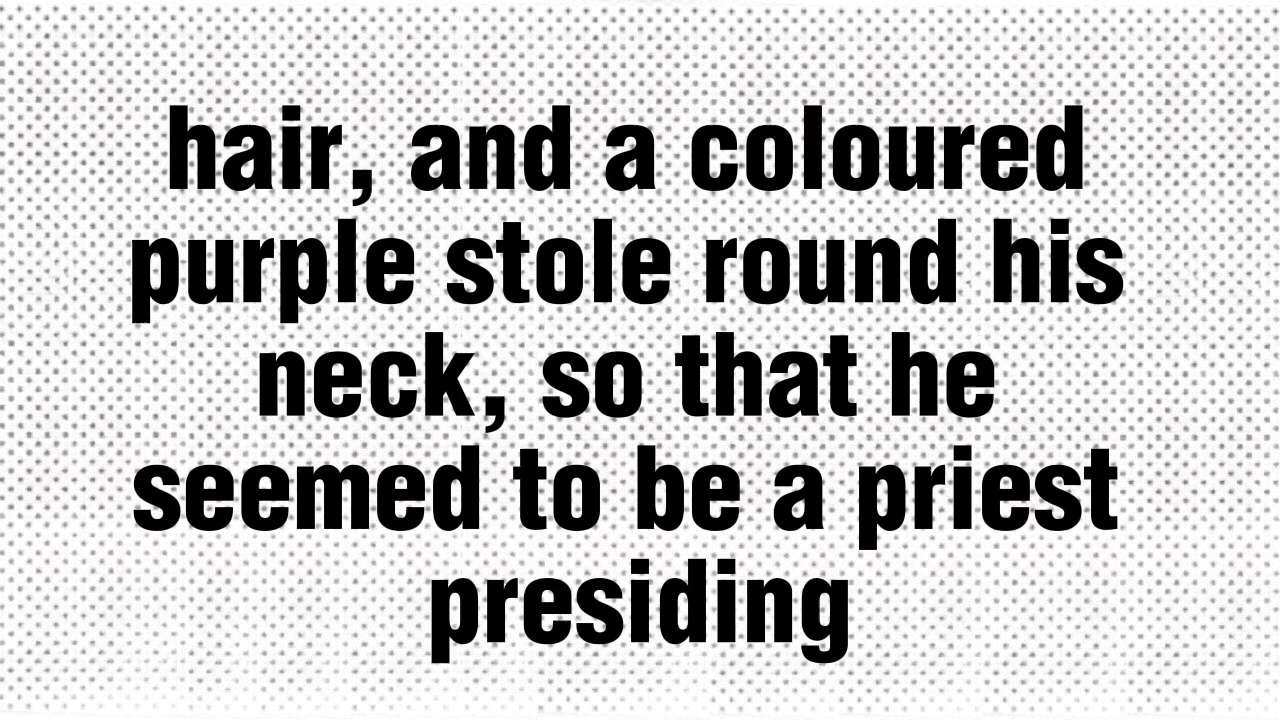 hair, and a coloured
purple stole round his
neck, so that he
seemed to be a priest
presiding